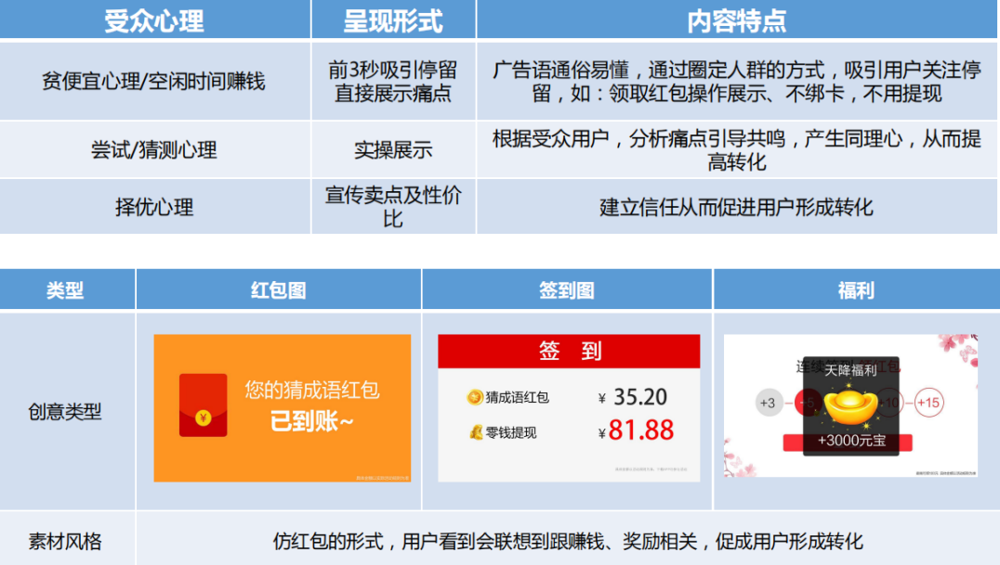 受众心理
呈现形式
内容特点
贫便宜心理/空闲时间赚钱
前3秒吸引停留
直接展示痛点
广告语通俗易懂，通过圈定人群的方式，吸引用户关注停
留，如：领取红包操作展示、不绑卡，不用提现
尝试/猜测心理
实操展示
根据受众用户，分析痛点引导共鸣，产生同理心，从而提
高转化
择优心理
宣传卖点及性价
比
建立信任从而促进用户形成转化
类型
红包图
签到图
福利
创意类型
您的猜成语红包
已到账~
¥
签 到
猜成语红包
¥ 35.20
零钱提现
¥81.88
连续签到 领红包
天降福利
+3
+5
+10
+15
+3000元宝
素材风格
仿红包的形式，用户看到会联想到跟赚钱、奖励相关，促成用户形成转化